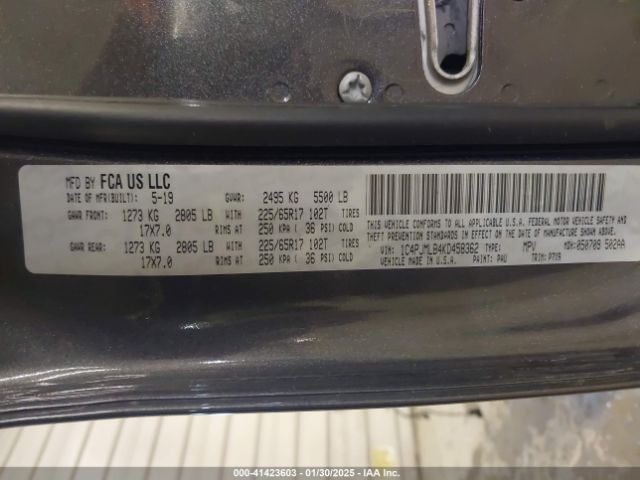 MFD BY FCA US LLC
DATE OF MFR(BUILT): 5-19 GVWR: 2495 KG 5500 LB
GAWR FRONT: 1273 KG 2805 LB WITH 225/65R17 102T TIRES
17X7.0 RIMS AT 250 KPA ( 36 PSI) COLD
GAWR REAR: 1273 KG 2805 LB WITH 225/65R17 102T TIRES
17X7.0 RIMS AT 250 KPA ( 36 PSI) COLD
THIS VEHICLE CONFORMS TO ALL APPLICABLE U.S.A. FEDERAL MOTOR VEHICLE SAFETY AND
THEFT PREVENTION STANDARDS IN EFFECT ON THE DATE OF MANUFACTURE SHOWN ABOVE.
VIN: 1C4PJMLB4KD458362 TYPE: MPV MDH: 050709 502AA
VEHICLE MADE IN U.S.A. PAINT: PAU TRIM: P7X9
000-41423603 - 01/30/2025 - IAA Inc.